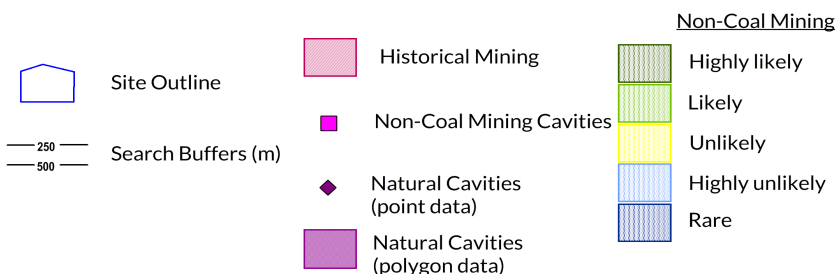 Site Outline
250
500
Search Buffers (m)
Historical Mining
Non-Coal Mining Cavities
Natural Cavities
(point data)
Natural Cavities
(polygon data)
Non-Coal Mining
Highly likely
Likely
Unlikely
Highly unlikely
Rare